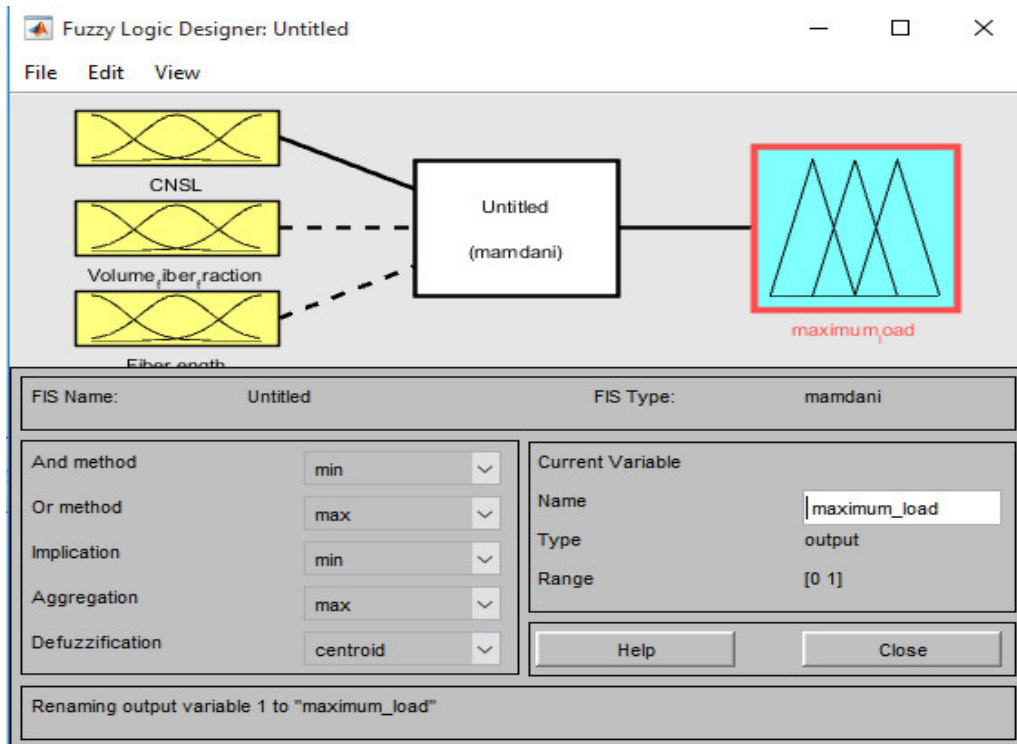 Fuzzy Logic Designer: Untitled
File Edit View
CNSL
Volume_fiber_fraction
Untitled
(mamdani)
maximum_load
FIS Name: Untitled FIS Type: mamdani
And method min
Or method max
Implication min
Aggregation max
Defuzzification centroid
Current Variable
Name maximum_load
Type output
Range [0 1]
Help Close
Renaming output variable 1 to "maximum_load"